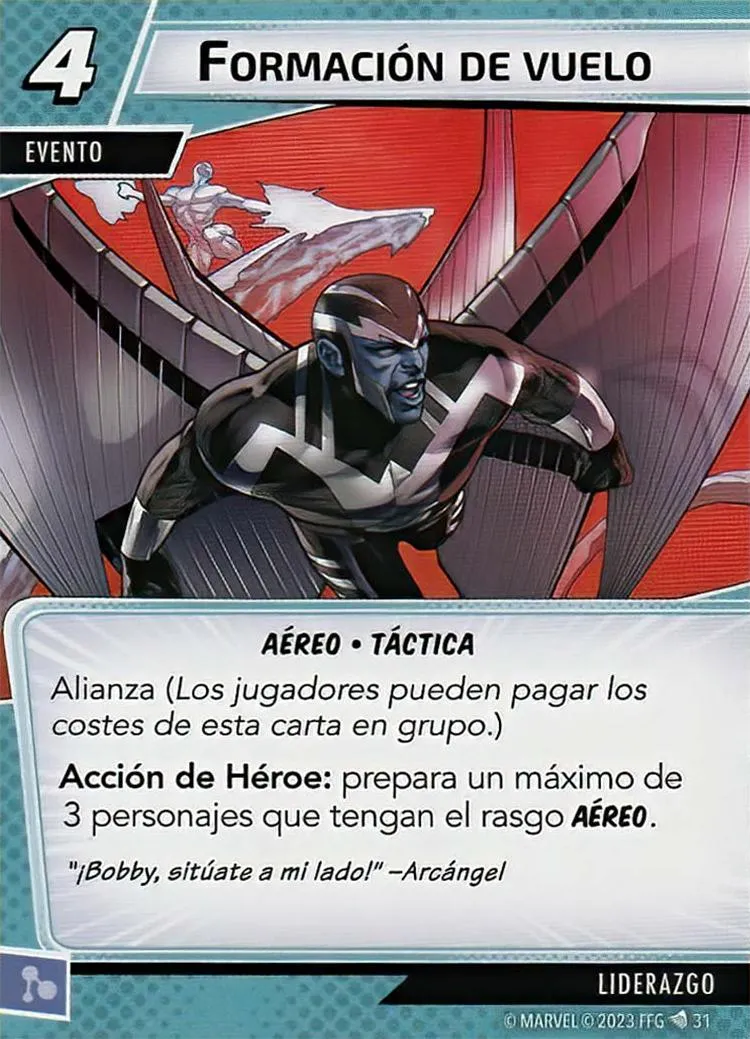 4
FORMACIÓN DE VUELO
EVENTO
AÉREO • TÁCTICA
Alianza (Los jugadores pueden pagar los
costes de esta carta en grupo.)
Acción de Héroe: prepara un máximo de
3 personajes que tengan el rasgo AÉREO.
"¡Bobby, sitúate a mi lado!" –Arcángel
LIDERAZGO
© MARVEL © 2023 FFG 31